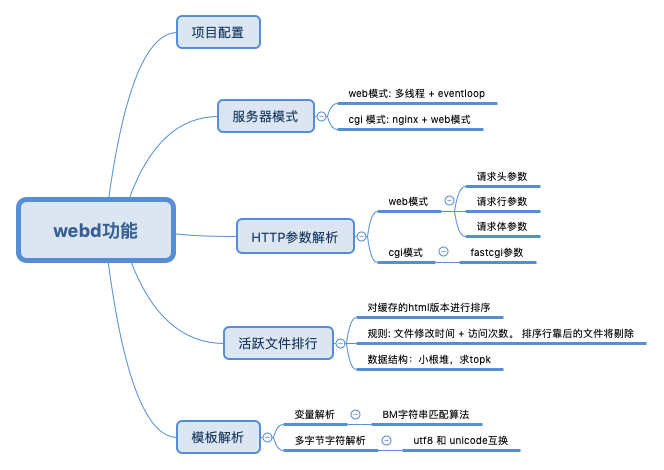 webd功能
项目配置
服务器模式
web模式: 多线程 + eventloop
cgi 模式: nginx + web模式
HTTP参数解析
web模式
请求头参数
请求行参数
请求体参数
cgi模式
fastcgi参数
活跃文件排行
对缓存的html版本进行排序
规则: 文件修改时间 + 访问次数。 排序行靠后的文件将剔除
数据结构：小根堆，求topk
模板解析
变量解析
BM字符串匹配算法
多字节字符解析
utf8 和 unicode互换